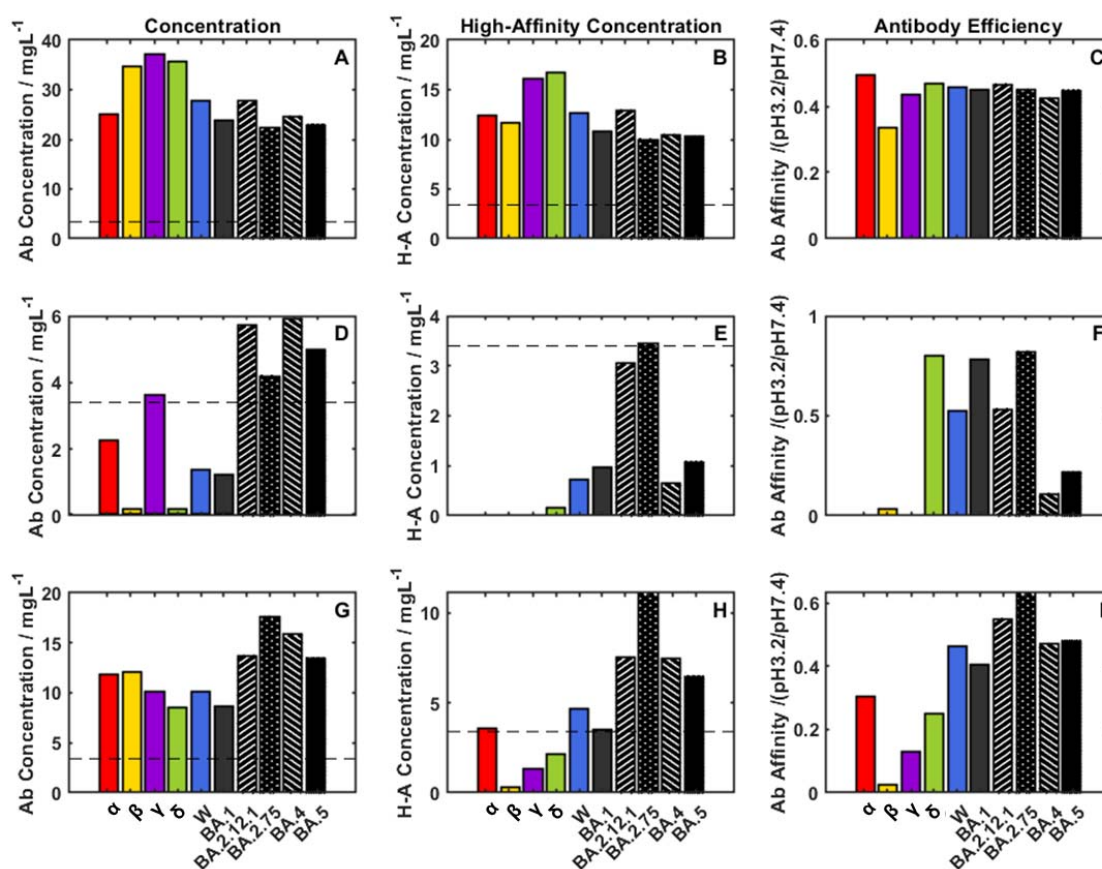 Concentration
High-Affinity Concentration
Antibody Efficiency
Ab Concentration / mgL⁻¹
40
30
20
10
0
A
H-A Concentration / mgL⁻¹
20
15
10
5
0
B
Ab Affinity /(pH3.2/pH7.4)
0.6
0.4
0.2
0
C
Ab Concentration / mgL⁻¹
6
4
2
0
D
H-A Concentration / mgL⁻¹
4
3
2
1
0
E
Ab Affinity /(pH3.2/pH7.4)
1
0.5
0
F
Ab Concentration / mgL⁻¹
20
15
10
5
0
G
α
β
γ
δ
W
BA.1
BA.2.12.1
BA.2.75
BA.4
BA.5
H-A Concentration / mgL⁻¹
10
5
0
H
α
β
γ
δ
W
BA.1
BA.2.12.1
BA.2.75
BA.4
BA.5
Ab Affinity /(pH3.2/pH7.4)
0.6
0.4
0.2
0
I
α
β
γ
δ
W
BA.1
BA.2.12.1
BA.2.75
BA.4
BA.5